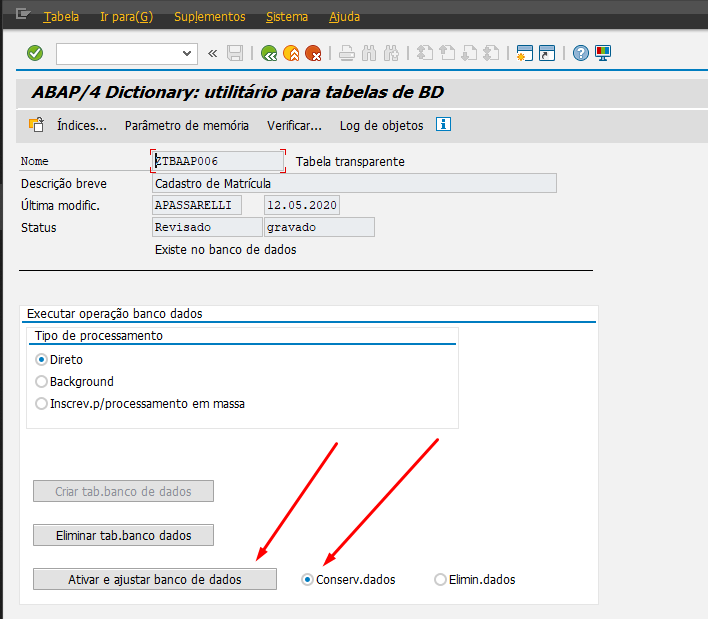 Tabela Ir para(G) Suplementos Sistema Ajuda
ABAP/4 Dictionary: utilitário para tabelas de BD
Índices... Parâmetro de memória Verificar... Log de objetos
Nome ZTBAAP006 Tabela transparente
Descrição breve Cadastro de Matrícula
Última modific. APASSARELLI 12.05.2020
Status Revisado gravado
Existe no banco de dados
Executar operação banco dados
Tipo de processamento
Direto
Background
Inscrev.p/processamento em massa
Criar tab.banco de dados
Eliminar tab.banco dados
Ativar e ajustar banco de dados Conserv.dados Elimin.dados